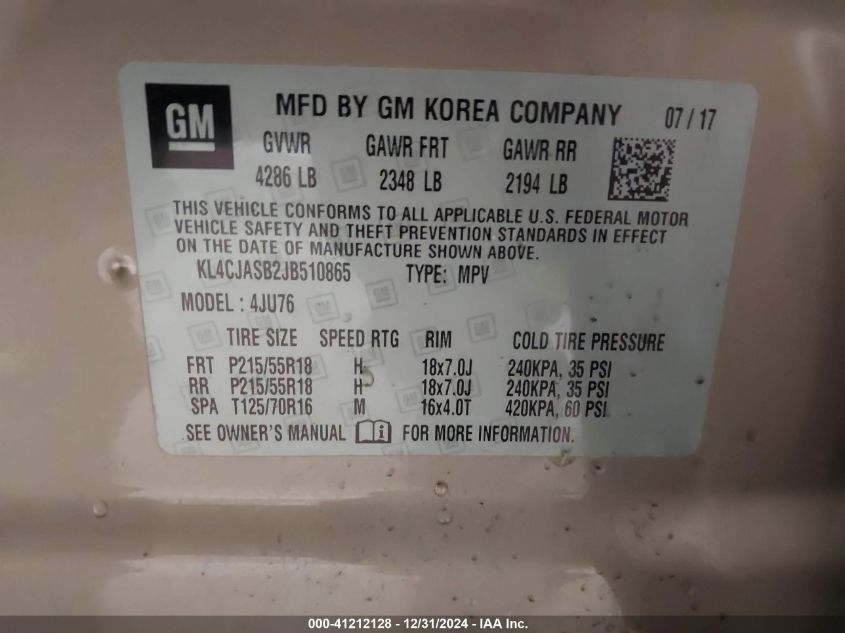 GM MFD BY GM KOREA COMPANY 07/17
GVWR GAWR FRT GAWR RR
4286 LB 2348 LB 2194 LB
THIS VEHICLE CONFORMS TO ALL APPLICABLE U.S. FEDERAL MOTOR
VEHICLE SAFETY AND THEFT PREVENTION STANDARDS IN EFFECT
ON THE DATE OF MANUFACTURE SHOWN ABOVE.
KL4CJASB2JB510865 TYPE: MPV
MODEL: 4JU76
TIRE SIZE SPEED RTG RIM COLD TIRE PRESSURE
FRT P215/55R18 H 18x7.0J 240KPA, 35 PSI
RR P215/55R18 H 18x7.0J 240KPA, 35 PSI
SPA T125/70R16 M 16x4.0T 420KPA, 60 PSI
SEE OWNER'S MANUAL i FOR MORE INFORMATION.
000-41212128 - 12/31/2024 - IAA Inc.